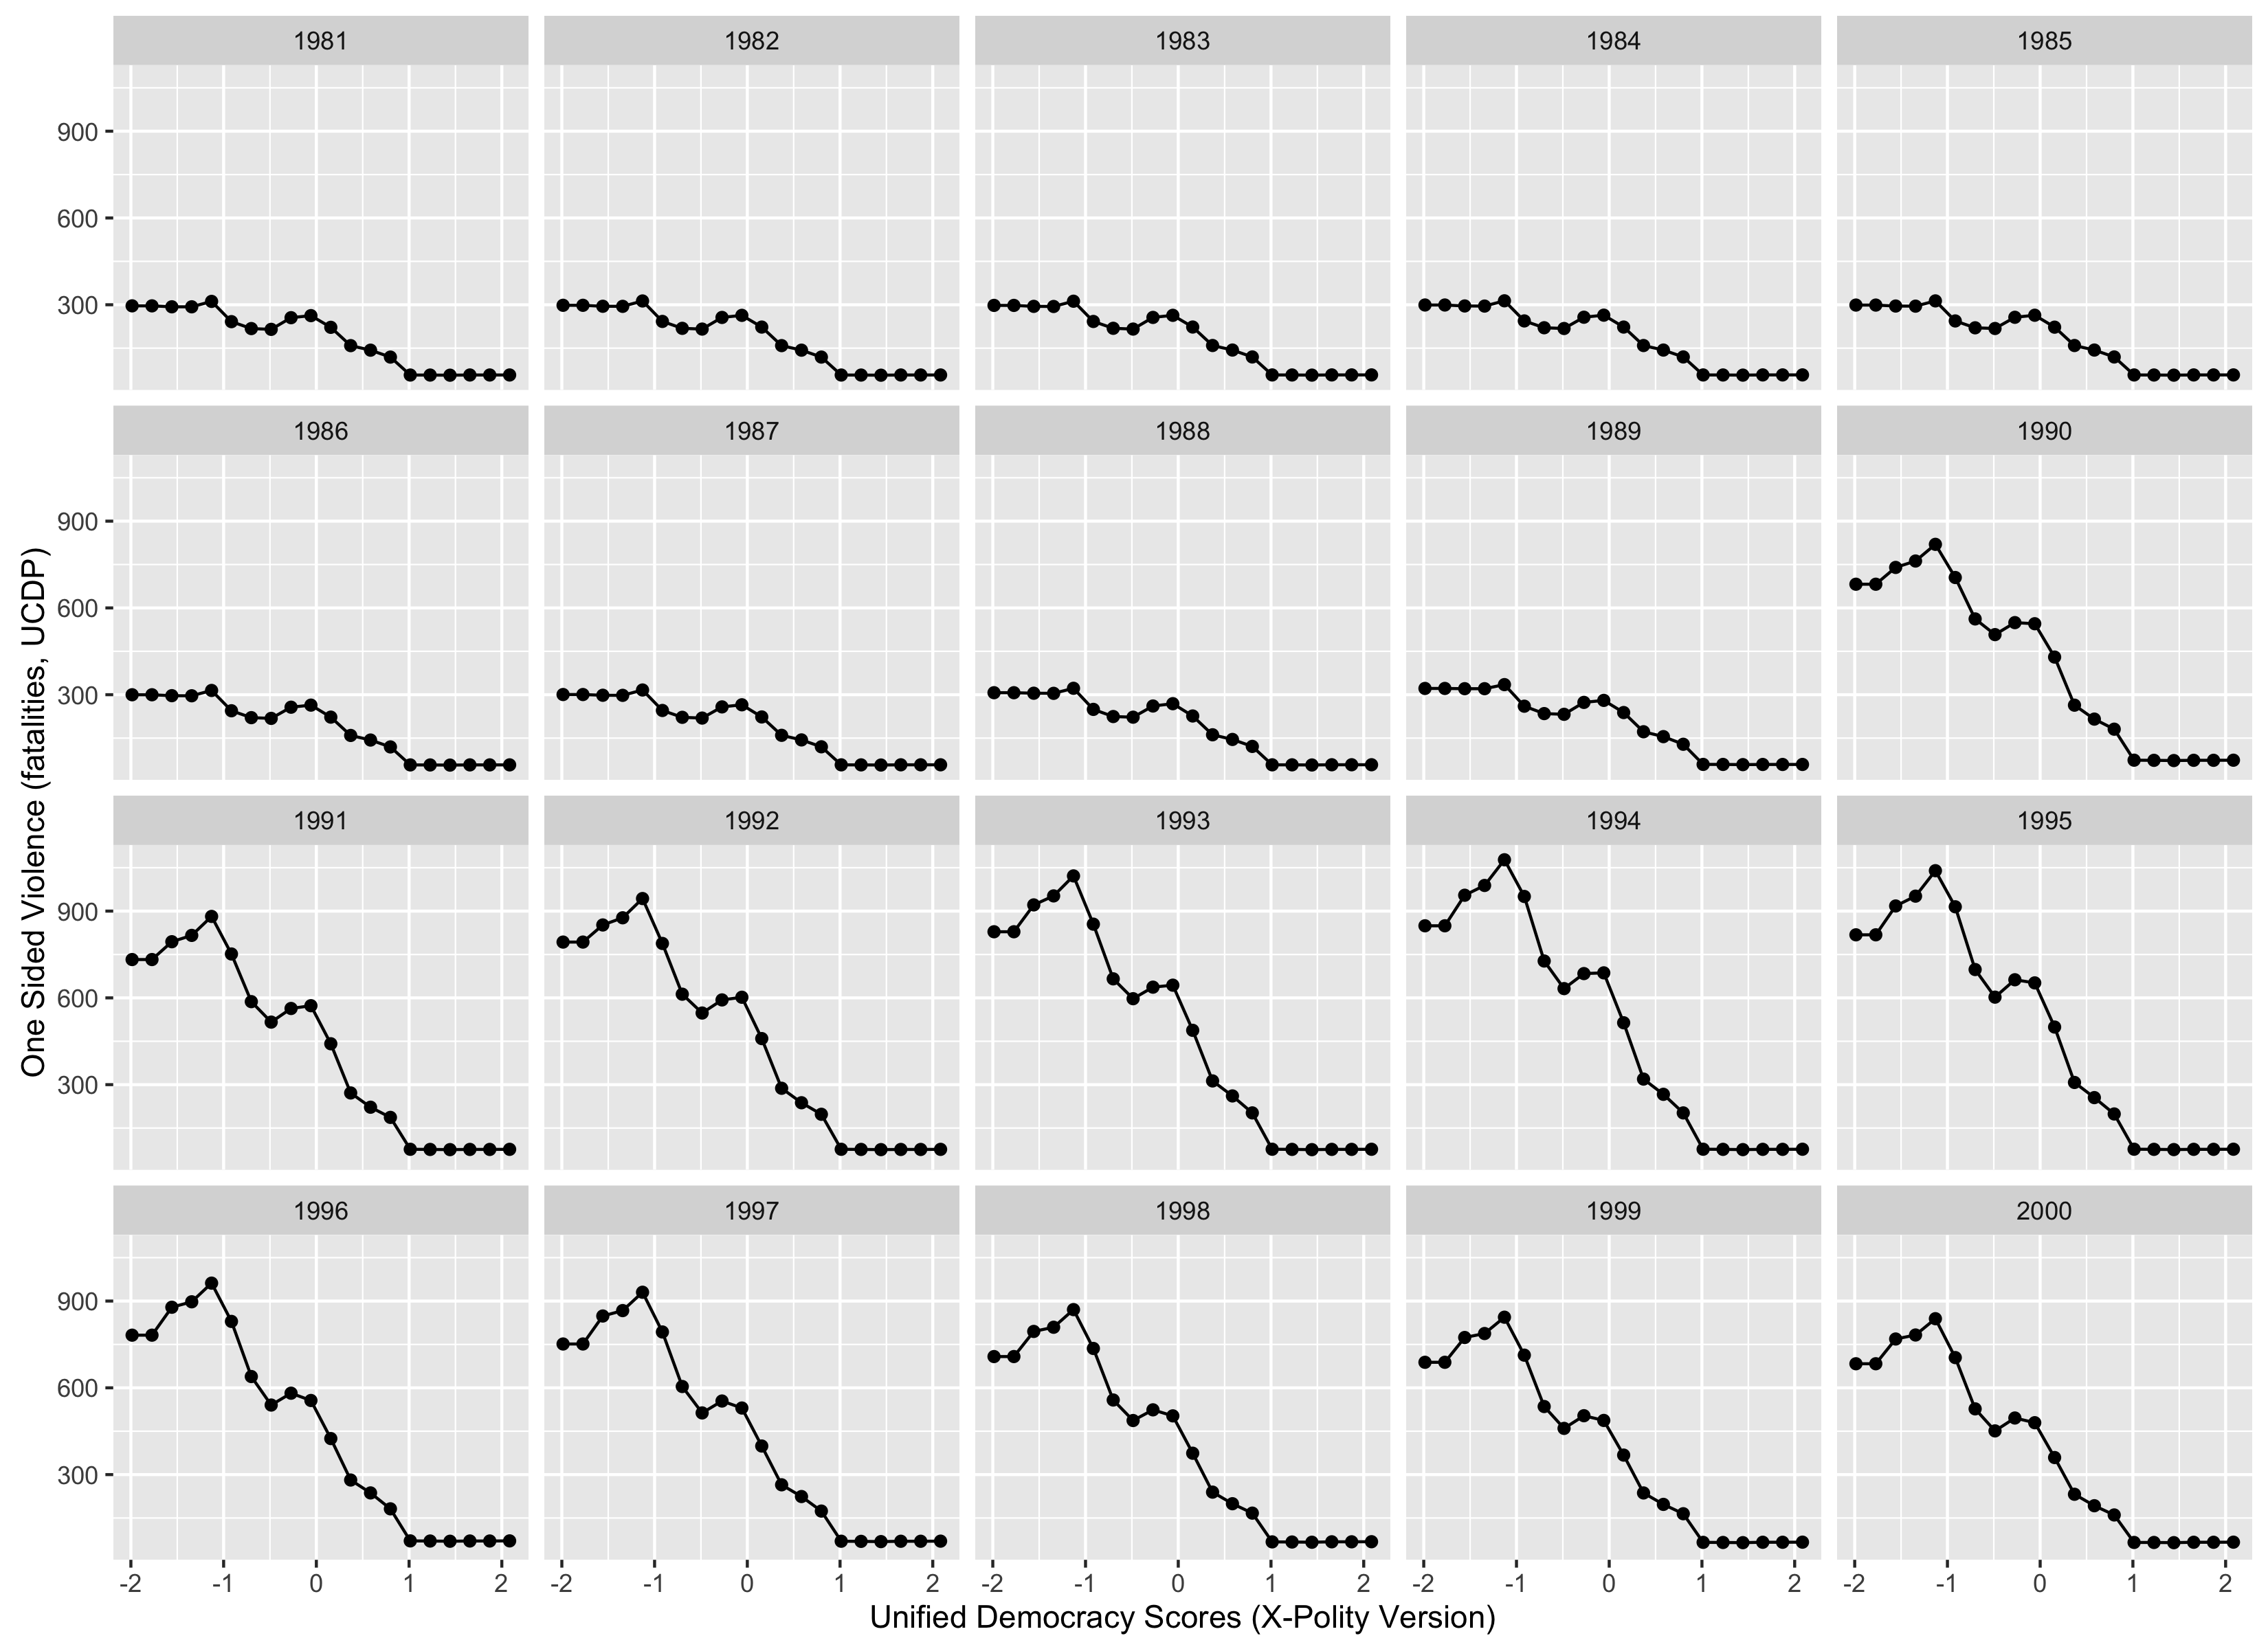 1981 1982 1983 1984 1985
900
600
300
1986 1987 1988 1989 1990
900
600
300
One Sided Violence (fatalities, UCDP)
1991 1992 1993 1994 1995
900
600
300
1996 1997 1998 1999 2000
900
600
300
-2 -1 0 1 2 -2 -1 0 1 2 -2 -1 0 1 2 -2 -1 0 1 2 -2 -1 0 1 2
Unified Democracy Scores (X-Polity Version)